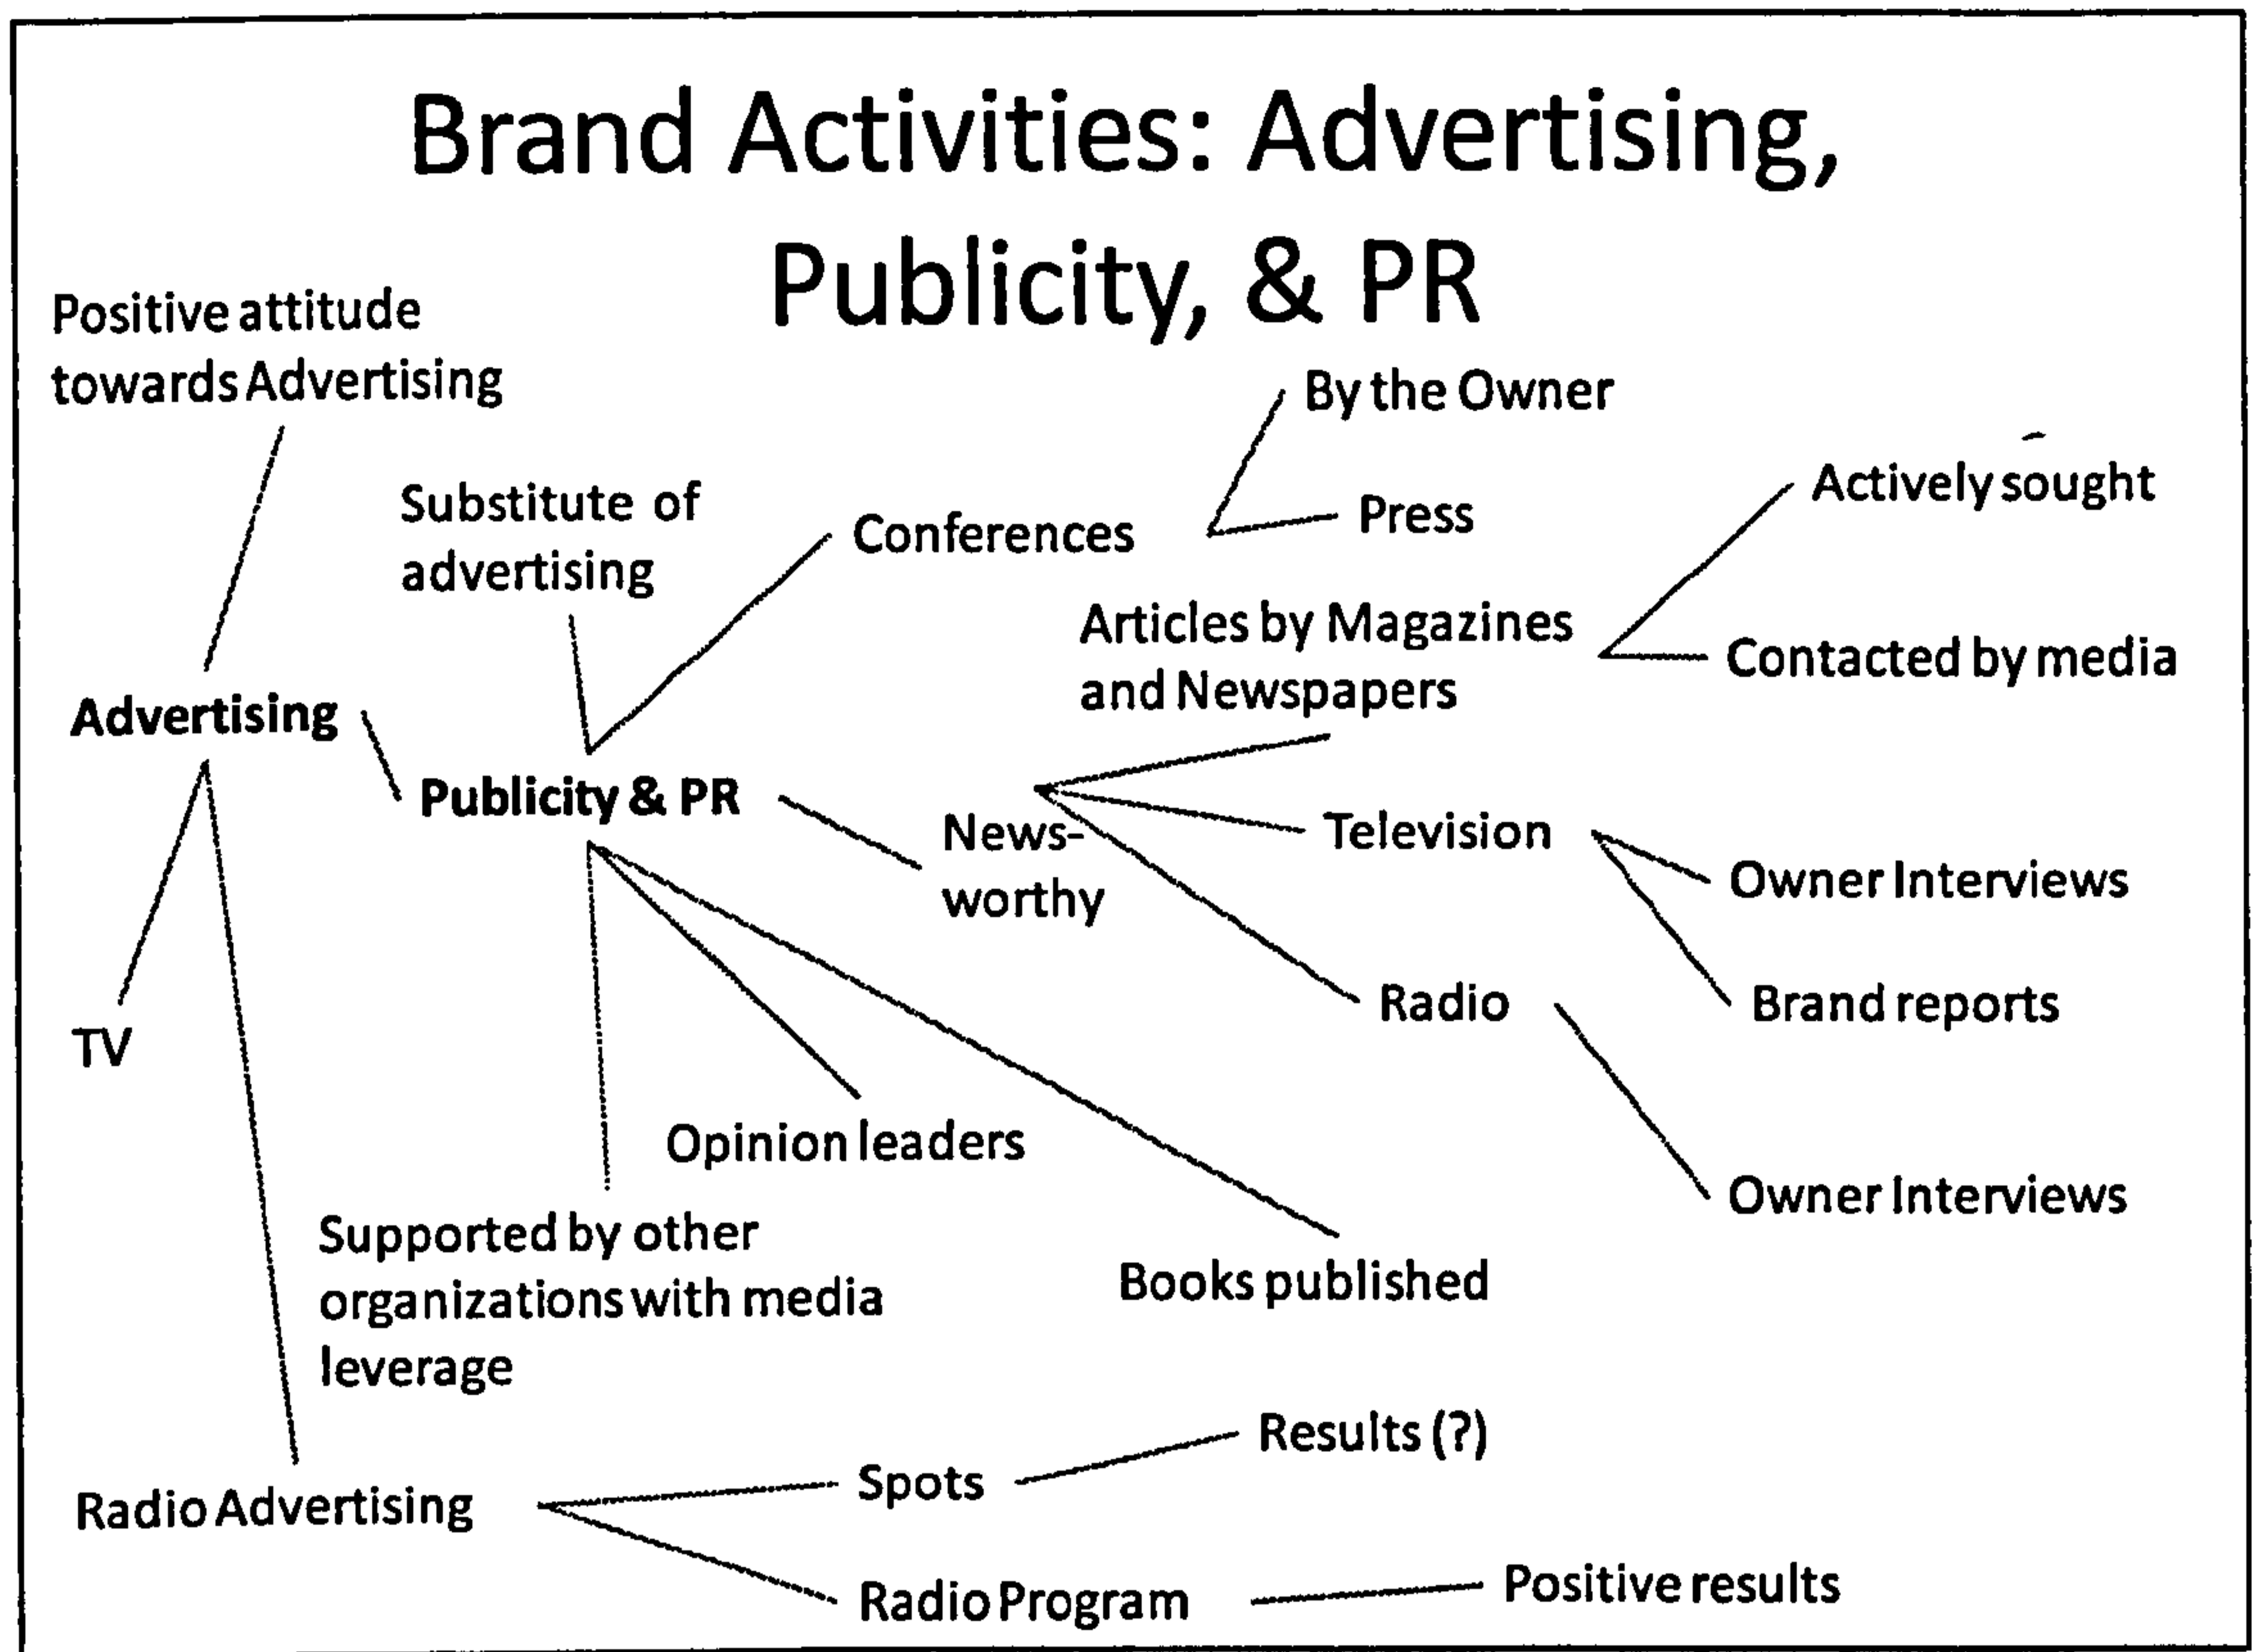 Brand Activities: Advertising,
Publicity, & PR
Positive attitude
towards Advertising
By the Owner
Substitute of
advertising
Conferences
Press
Actively sought
Articles by Magazines
and Newspapers
Contacted by media
Advertising
Publicity & PR
News-
worthy
Television
Owner Interviews
Radio
Brand reports
TV
Opinion leaders
Owner Interviews
Supported by other
organizations with media
leverage
Books published
Results (?)
Spots
Radio Advertising
Radio Program
Positive results